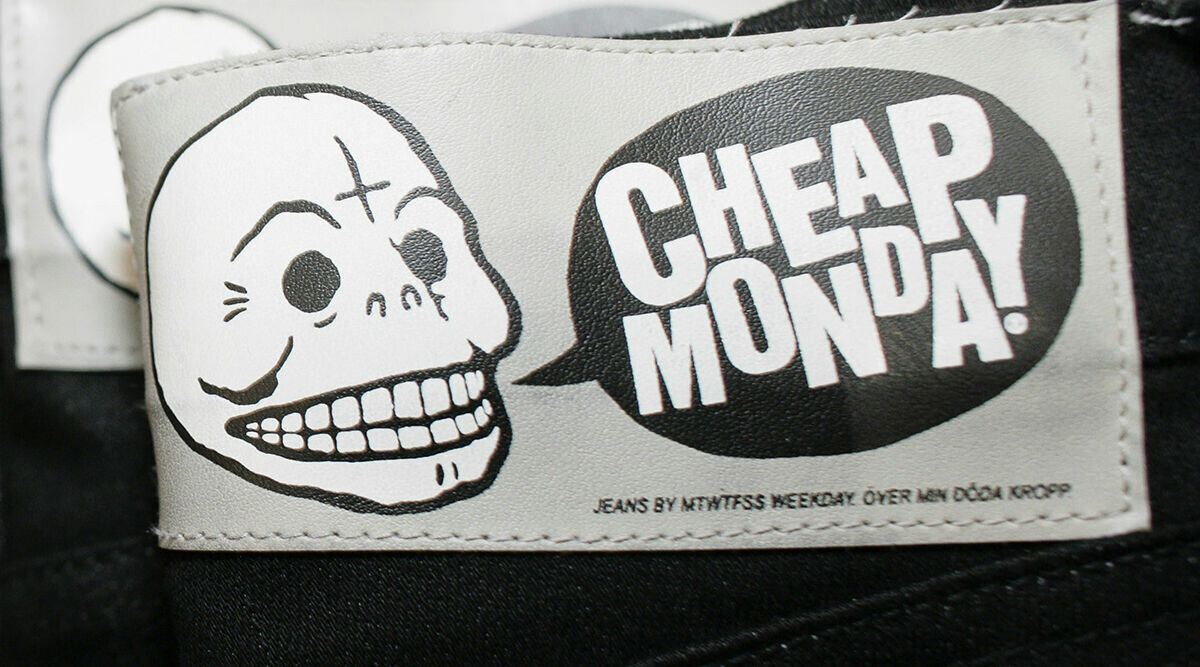 CHEAP
MONDAY.
JEANS BY MTWTFSS WEEKDAY. ÖVER MIN DÖDA KROPP